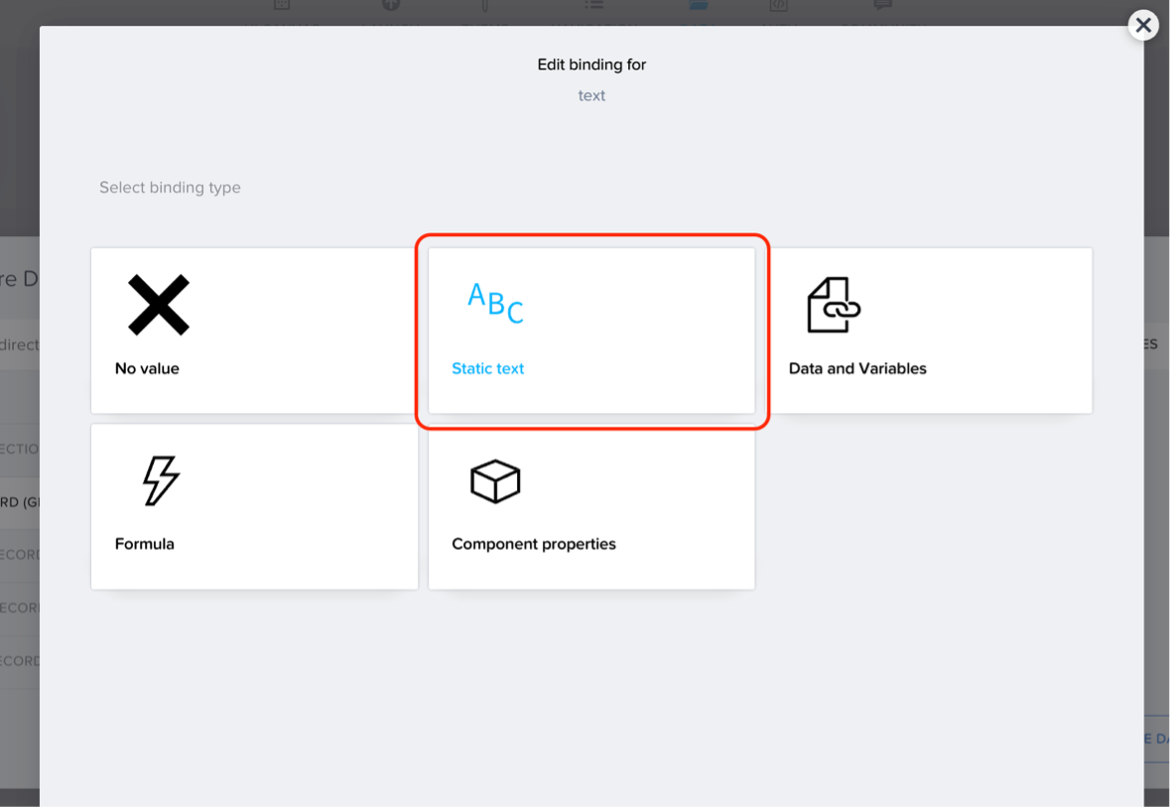 Edit binding for
text
Select binding type
re D
direct
ES
ABC
No value
Static text
Data and Variables
ECTIO
RD (G
Formula
Component properties
ECORD
ECOR
ECORD
E DA